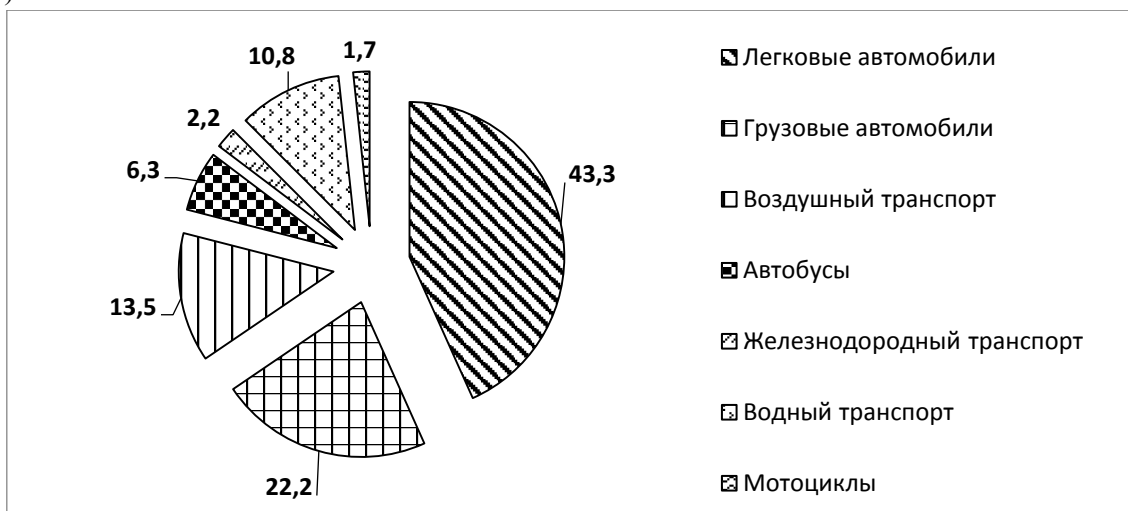 )
10,8
1,7
2,2
6,3
43,3
13,5
22,2
Легковые автомобили
Грузовые автомобили
Воздушный транспорт
Автобусы
Железнодородный транспорт
Водный транспорт
Мотоциклы